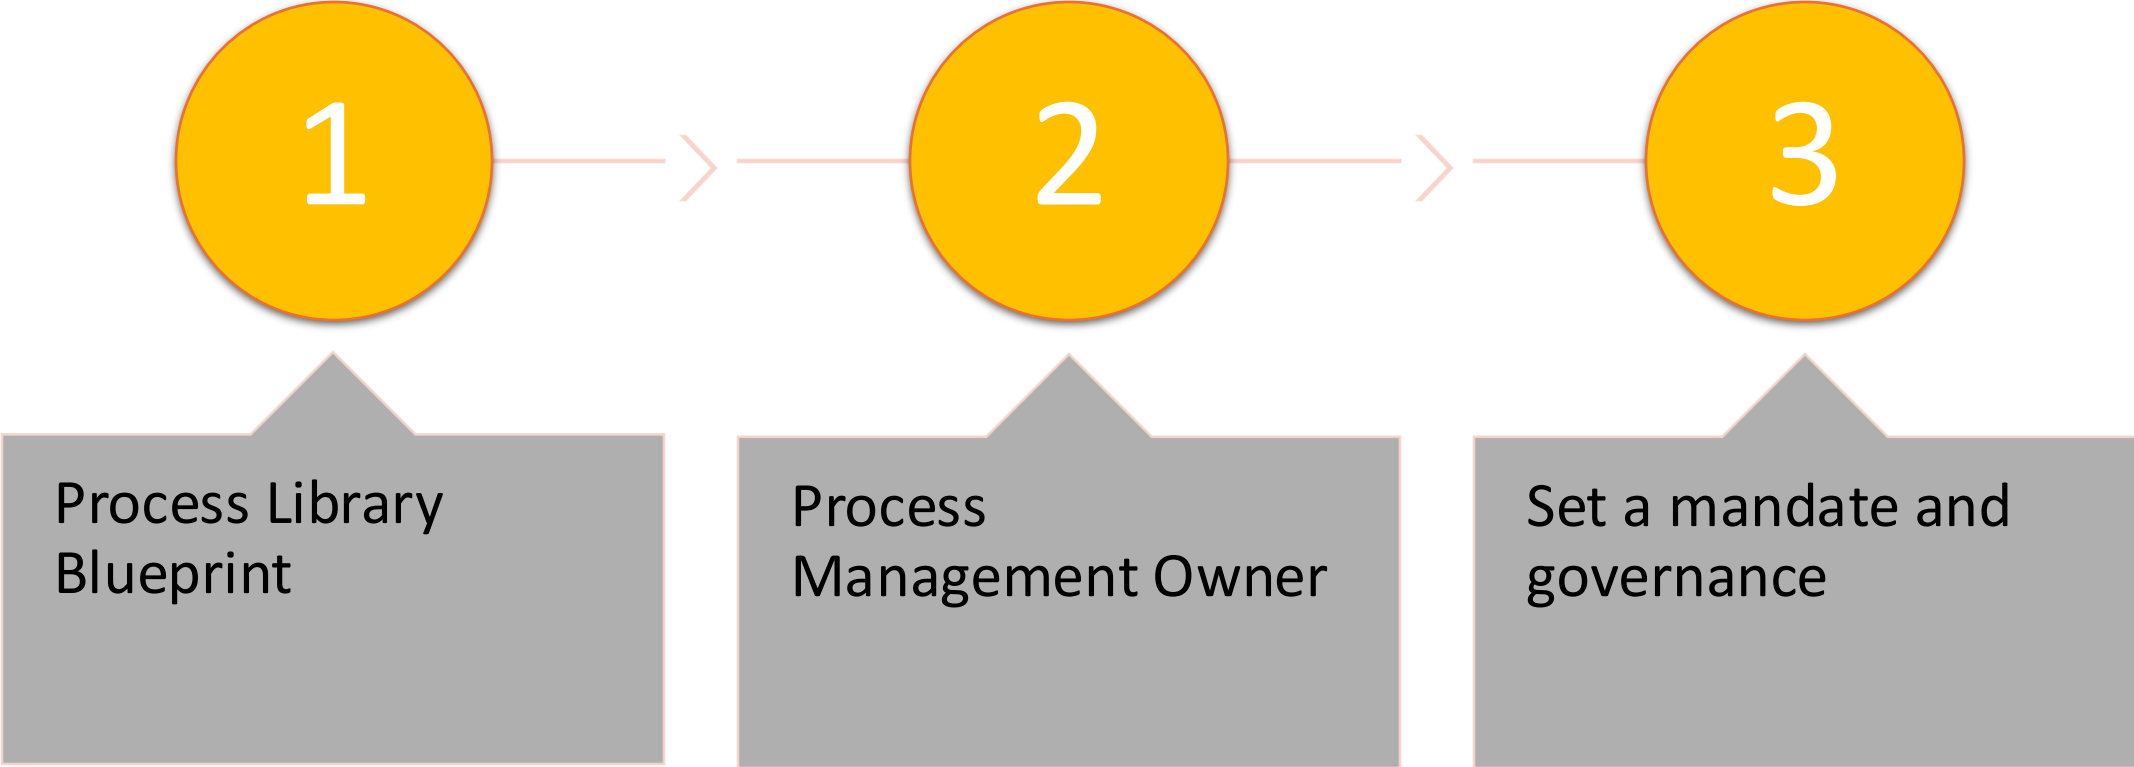 1
2
3
Process Library
Blueprint
Process
Management Owner
Set a mandate and
governance